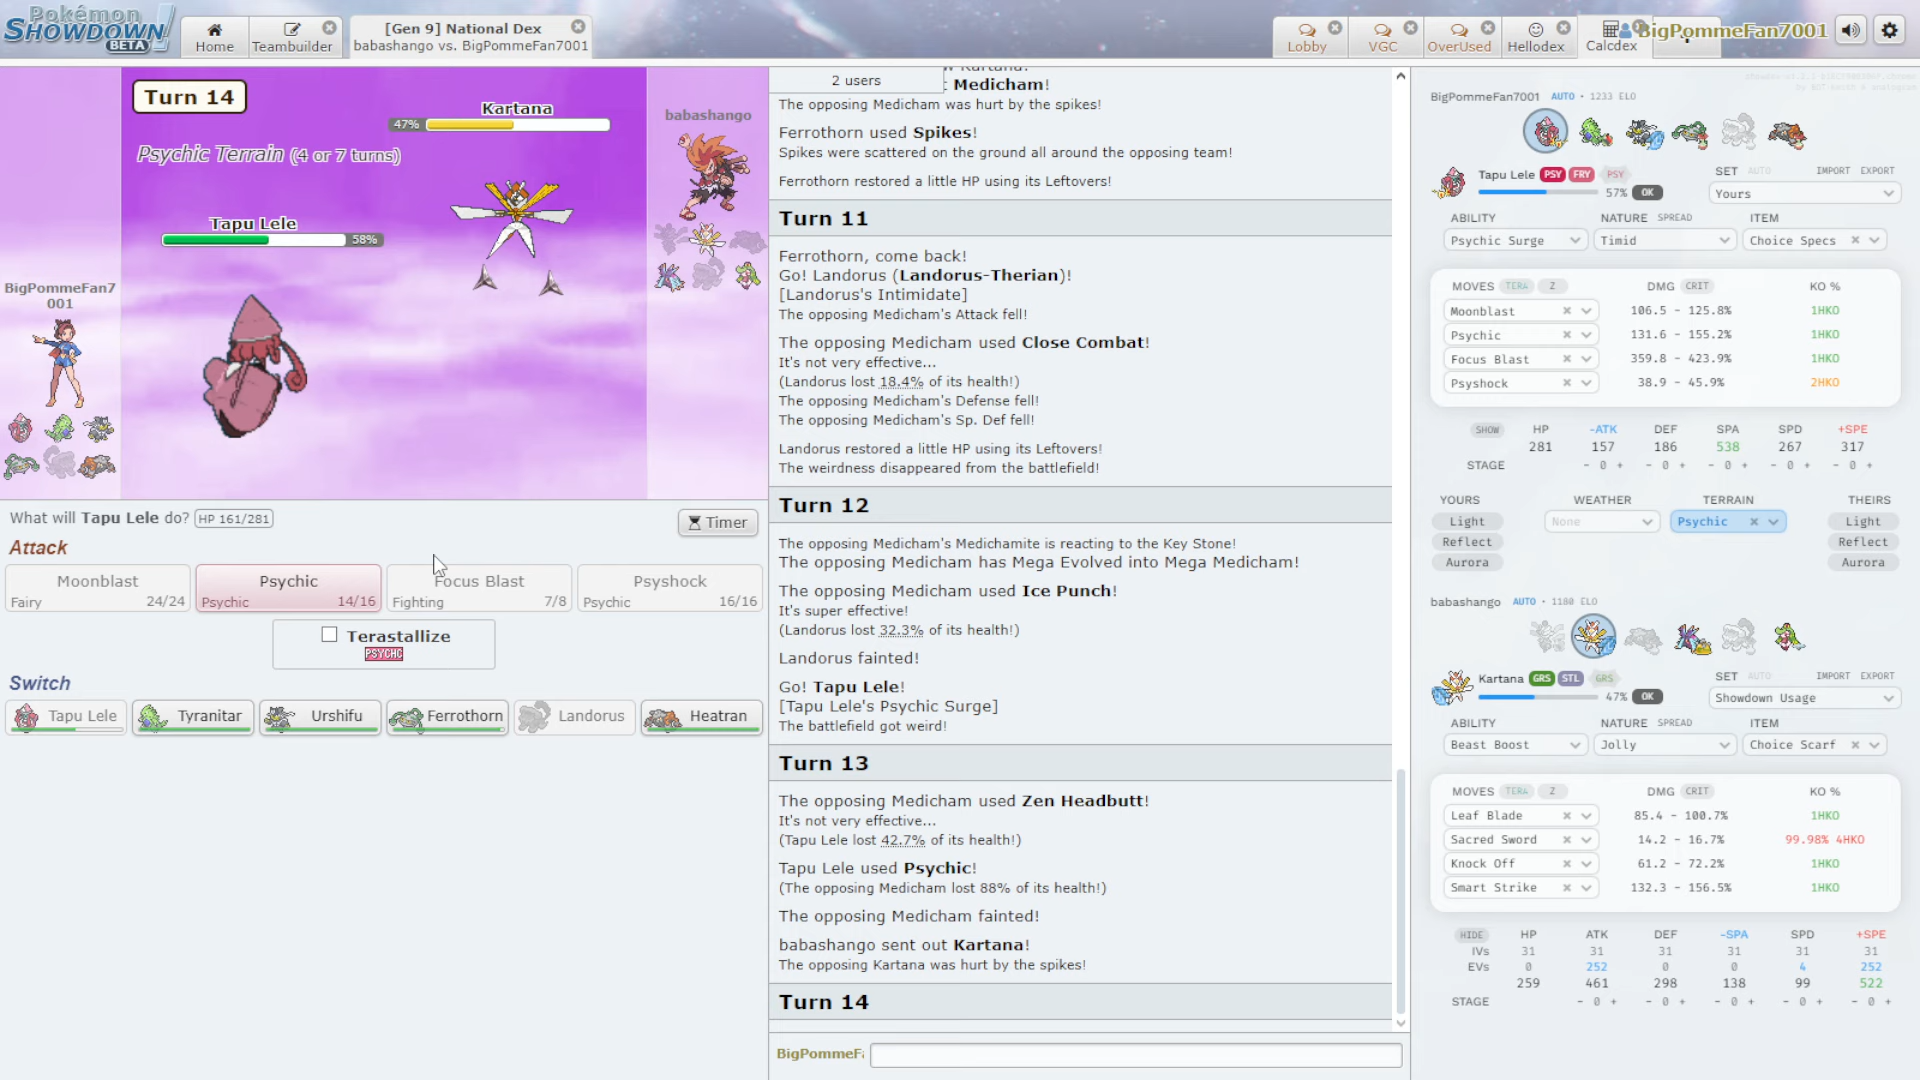 Pokémon
SHOWDOWN!
BETA
Home
Teambuilder
[Gen 9] National Dex
babashango vs. BigPommeFan7001
Lobby
VGC
OverUsed
Hellodex
Calcdex
BigPommeFan7001
Turn 14
Psychic Terrain (4 or 7 turns)
Kartana
47%
Tapu Lele
58%
babashango
BigPommeFan7
001
What will Tapu Lele do? HP 161/281
Timer
Attack
Moonblast
Fairy 24/24
Psychic
Psychic 14/16
Focus Blast
Fighting 7/8
Psyshock
Psychic 16/16
Terastallize
PSYCHC
Switch
Tapu Lele
Tyranitar
Urshifu
Ferrothorn
Landorus
Heatran
2 users
Medicham!
The opposing Medicham was hurt by the spikes!
Ferrothorn used Spikes!
Spikes were scattered on the ground all around the opposing team!
Ferrothorn restored a little HP using its Leftovers!
Turn 11
Ferrothorn, come back!
Go! Landorus (Landorus-Therian)!
[Landorus's Intimidate]
The opposing Medicham's Attack fell!
The opposing Medicham used Close Combat!
It's not very effective...
(Landorus lost 18.4% of its health!)
The opposing Medicham's Defense fell!
The opposing Medicham's Sp. Def fell!
Landorus restored a little HP using its Leftovers!
The weirdness disappeared from the battlefield!
Turn 12
The opposing Medicham's Medichamite is reacting to the Key Stone!
The opposing Medicham has Mega Evolved into Mega Medicham!
The opposing Medicham used Ice Punch!
It's super effective!
(Landorus lost 32.3% of its health!)
Landorus fainted!
Go! Tapu Lele!
[Tapu Lele's Psychic Surge]
The battlefield got weird!
Turn 13
The opposing Medicham used Zen Headbutt!
It's not very effective...
(Tapu Lele lost 42.7% of its health!)
Tapu Lele used Psychic!
(The opposing Medicham lost 88% of its health!)
The opposing Medicham fainted!
babashango sent out Kartana!
The opposing Kartana was hurt by the spikes!
Turn 14
BigPommeFa
BigPommeFan7001 AUTO • 1233 ELO
Tapu Lele PSY FRY PSY
57% OK
SET AUTO IMPORT EXPORT
Yours
ABILITY NATURE SPREAD ITEM
Psychic Surge Timid Choice Specs
MOVES TERA Z DMG CRIT KO %
Moonblast 106.5 - 125.8% 1HKO
Psychic 131.6 - 155.2% 1HKO
Focus Blast 359.8 - 423.9% 1HKO
Psyshock 38.9 - 45.9% 2HKO
SHOW HP -ATK DEF SPA SPD +SPE
281 157 186 538 267 317
STAGE - 0 + - 0 + - 0 + - 0 + - 0 +
YOURS WEATHER TERRAIN THEIRS
Light None Psychic Light
Reflect Reflect
Aurora Aurora
babashango AUTO • 1180 ELO
Kartana GRS STL GRS
47% OK
SET AUTO IMPORT EXPORT
Showdown Usage
ABILITY NATURE SPREAD ITEM
Beast Boost Jolly Choice Scarf
MOVES TERA Z DMG CRIT KO %
Leaf Blade 85.4 - 100.7% 1HKO
Sacred Sword 14.2 - 16.7% 99.98% 4HKO
Knock Off 61.2 - 72.2% 1HKO
Smart Strike 132.3 - 156.5% 1HKO
HIDE HP ATK DEF -SPA SPD +SPE
IVs 31 31 31 31 31 31
EVs 0 252 0 0 4 252
259 461 298 138 99 522
STAGE - 0 + - 0 + - 0 + - 0 + - 0 +